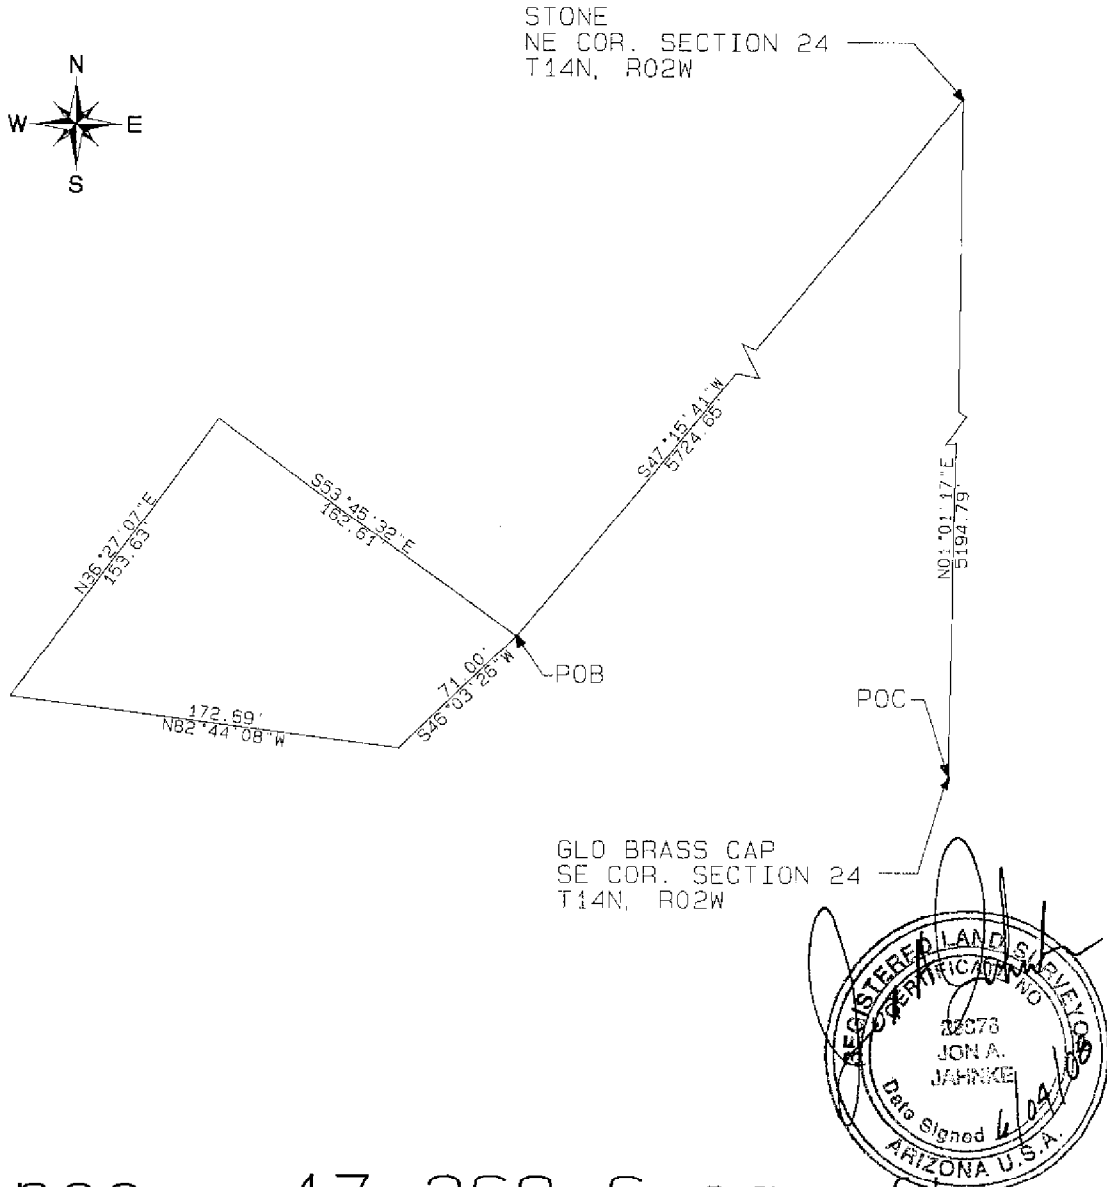 STONE
NE COR. SECTION 24
T14N, R02W
N
W E
S
S47°15'41"W
5724.65'
S53°45'32"E
162.61'
N36°27'07"E
153.63'
N01°01'17"E
5194.79'
71.00'
S46°03'26"W
POB
172.69'
N82°44'08"W
POC
GLO BRASS CAP
SE COR. SECTION 24
T14N, R02W
REGISTERED LAND SURVEYOR
CERTIFICATE NO
JON A.
JAHNKE
Date Signed
ARIZONA U.S.A.